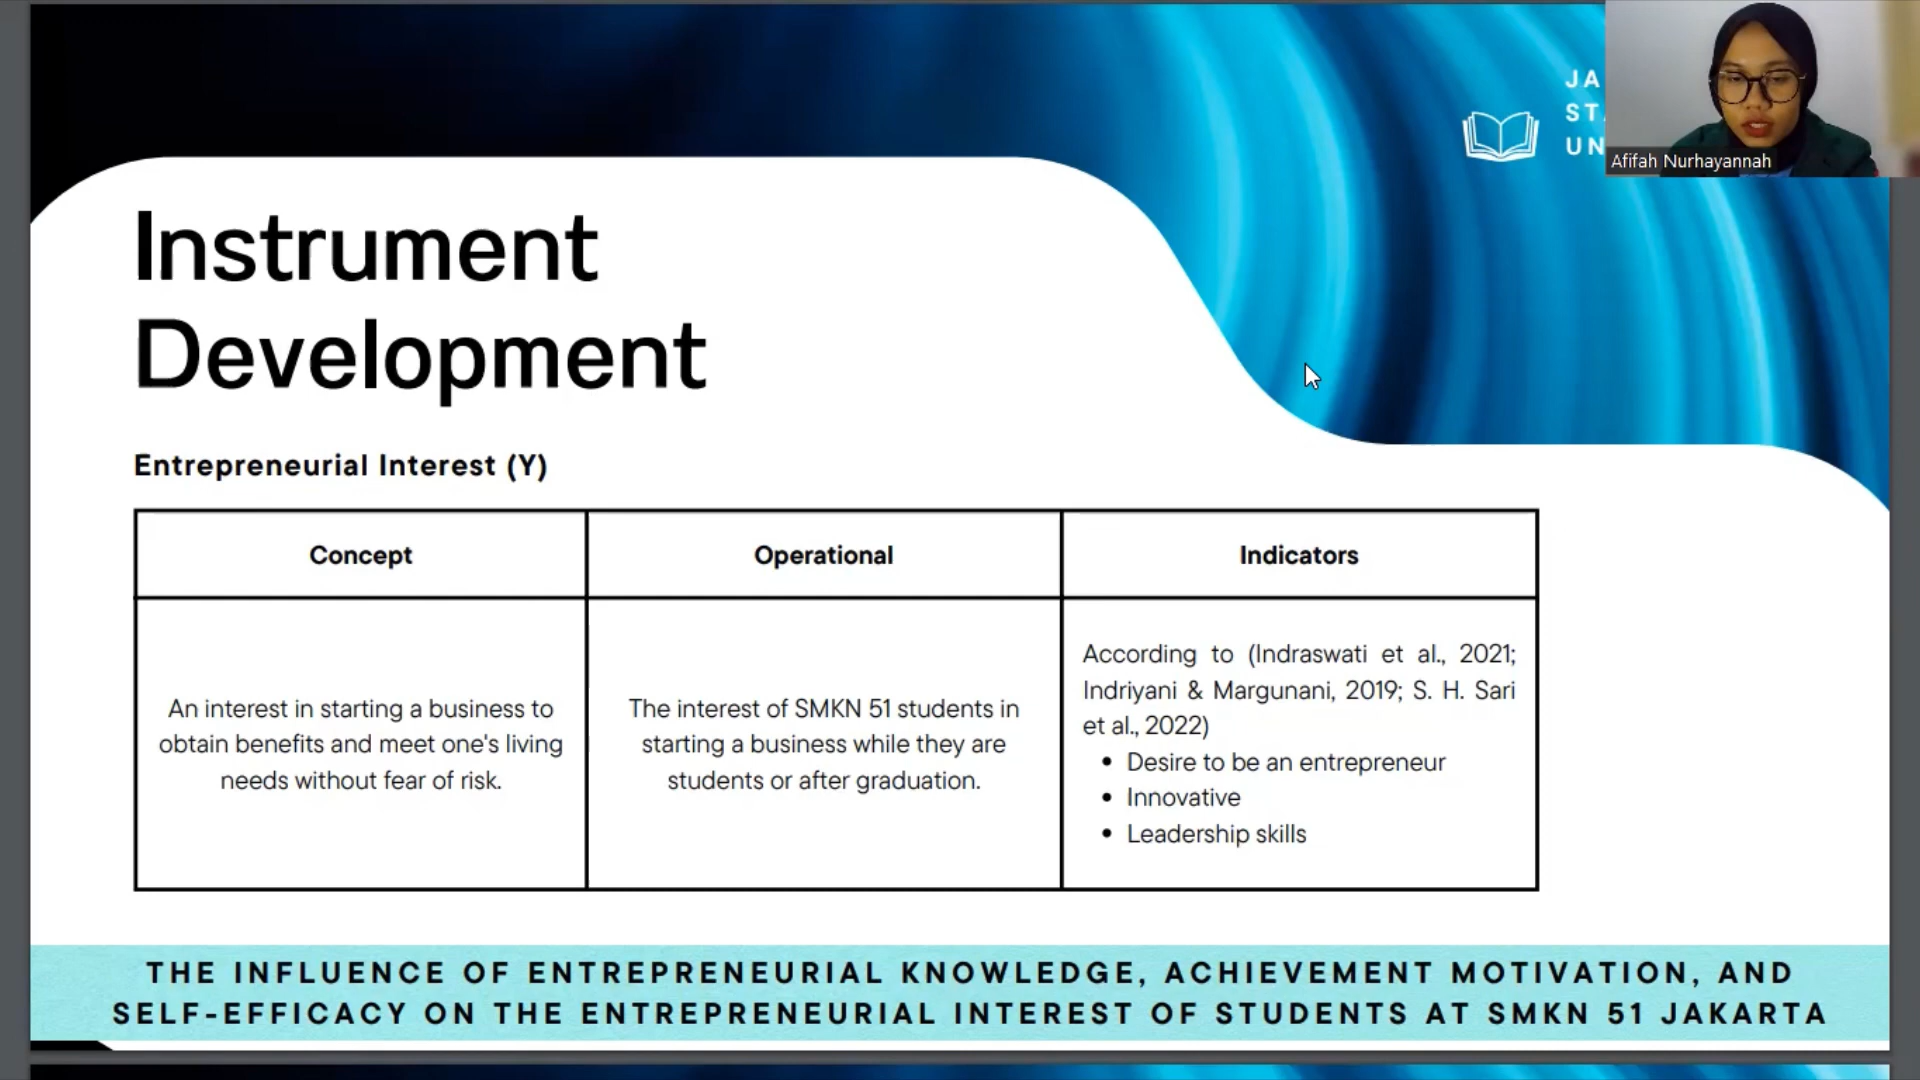 JA
ST
UN
Afifah Nurhayannah
Instrument
Development
Entrepreneurial Interest (Y)
Concept
Operational
Indicators
An interest in starting a business to
obtain benefits and meet one's living
needs without fear of risk.
The interest of SMKN 51 students in
starting a business while they are
students or after graduation.
According to (Indraswati et al., 2021;
Indriyani & Margunani, 2019; S. H. Sari
et al., 2022)
• Desire to be an entrepreneur
• Innovative
• Leadership skills
THE INFLUENCE OF ENTREPRENEURIAL KNOWLEDGE, ACHIEVEMENT MOTIVATION, AND
SELF-EFFICACY ON THE ENTREPRENEURIAL INTEREST OF STUDENTS AT SMKN 51 JAKARTA